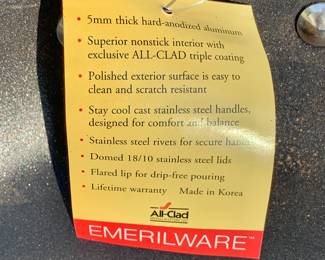 • 5mm thick hard-anodized aluminum
• Superior nonstick interior with
exclusive ALL-CLAD triple coating
• Polished exterior surface is easy to
clean and scratch resistant
• Stay cool cast stainless steel handles,
designed for comfort and balance
• Stainless steel rivets for secure
• Domed 18/10 stainless steel lids
• Flared lip for drip-free pouring
• Lifetime warranty Made in Korea
All-Clad
EMERILWARE™